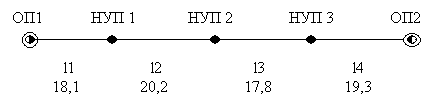 ОП1 НУП 1 НУП 2 НУП 3 ОП2
l1 l2 l3 l4
18,1 20,2 17,8 19,3